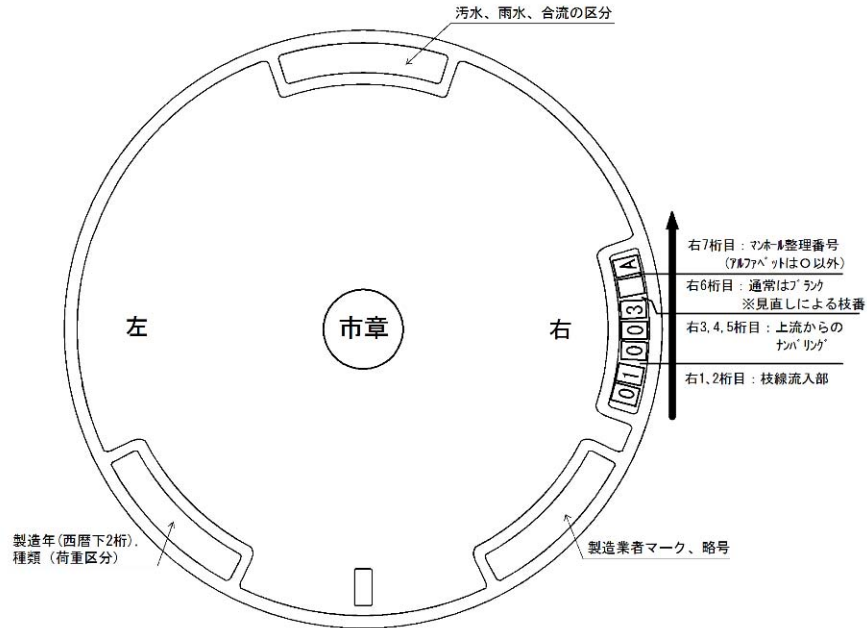 汚水、雨水、合流の区分
右7桁目：マンホール整理番号
(アルファベットはO以外)
右6桁目：通常はブランク
※見直しによる枝番
右3,4,5桁目：上流からの
ナンバリング
右1,2桁目：枝線流入部
左
市章
右
01003 A
製造年(西暦下2桁).
種類（荷重区分）
製造業者マーク、略号